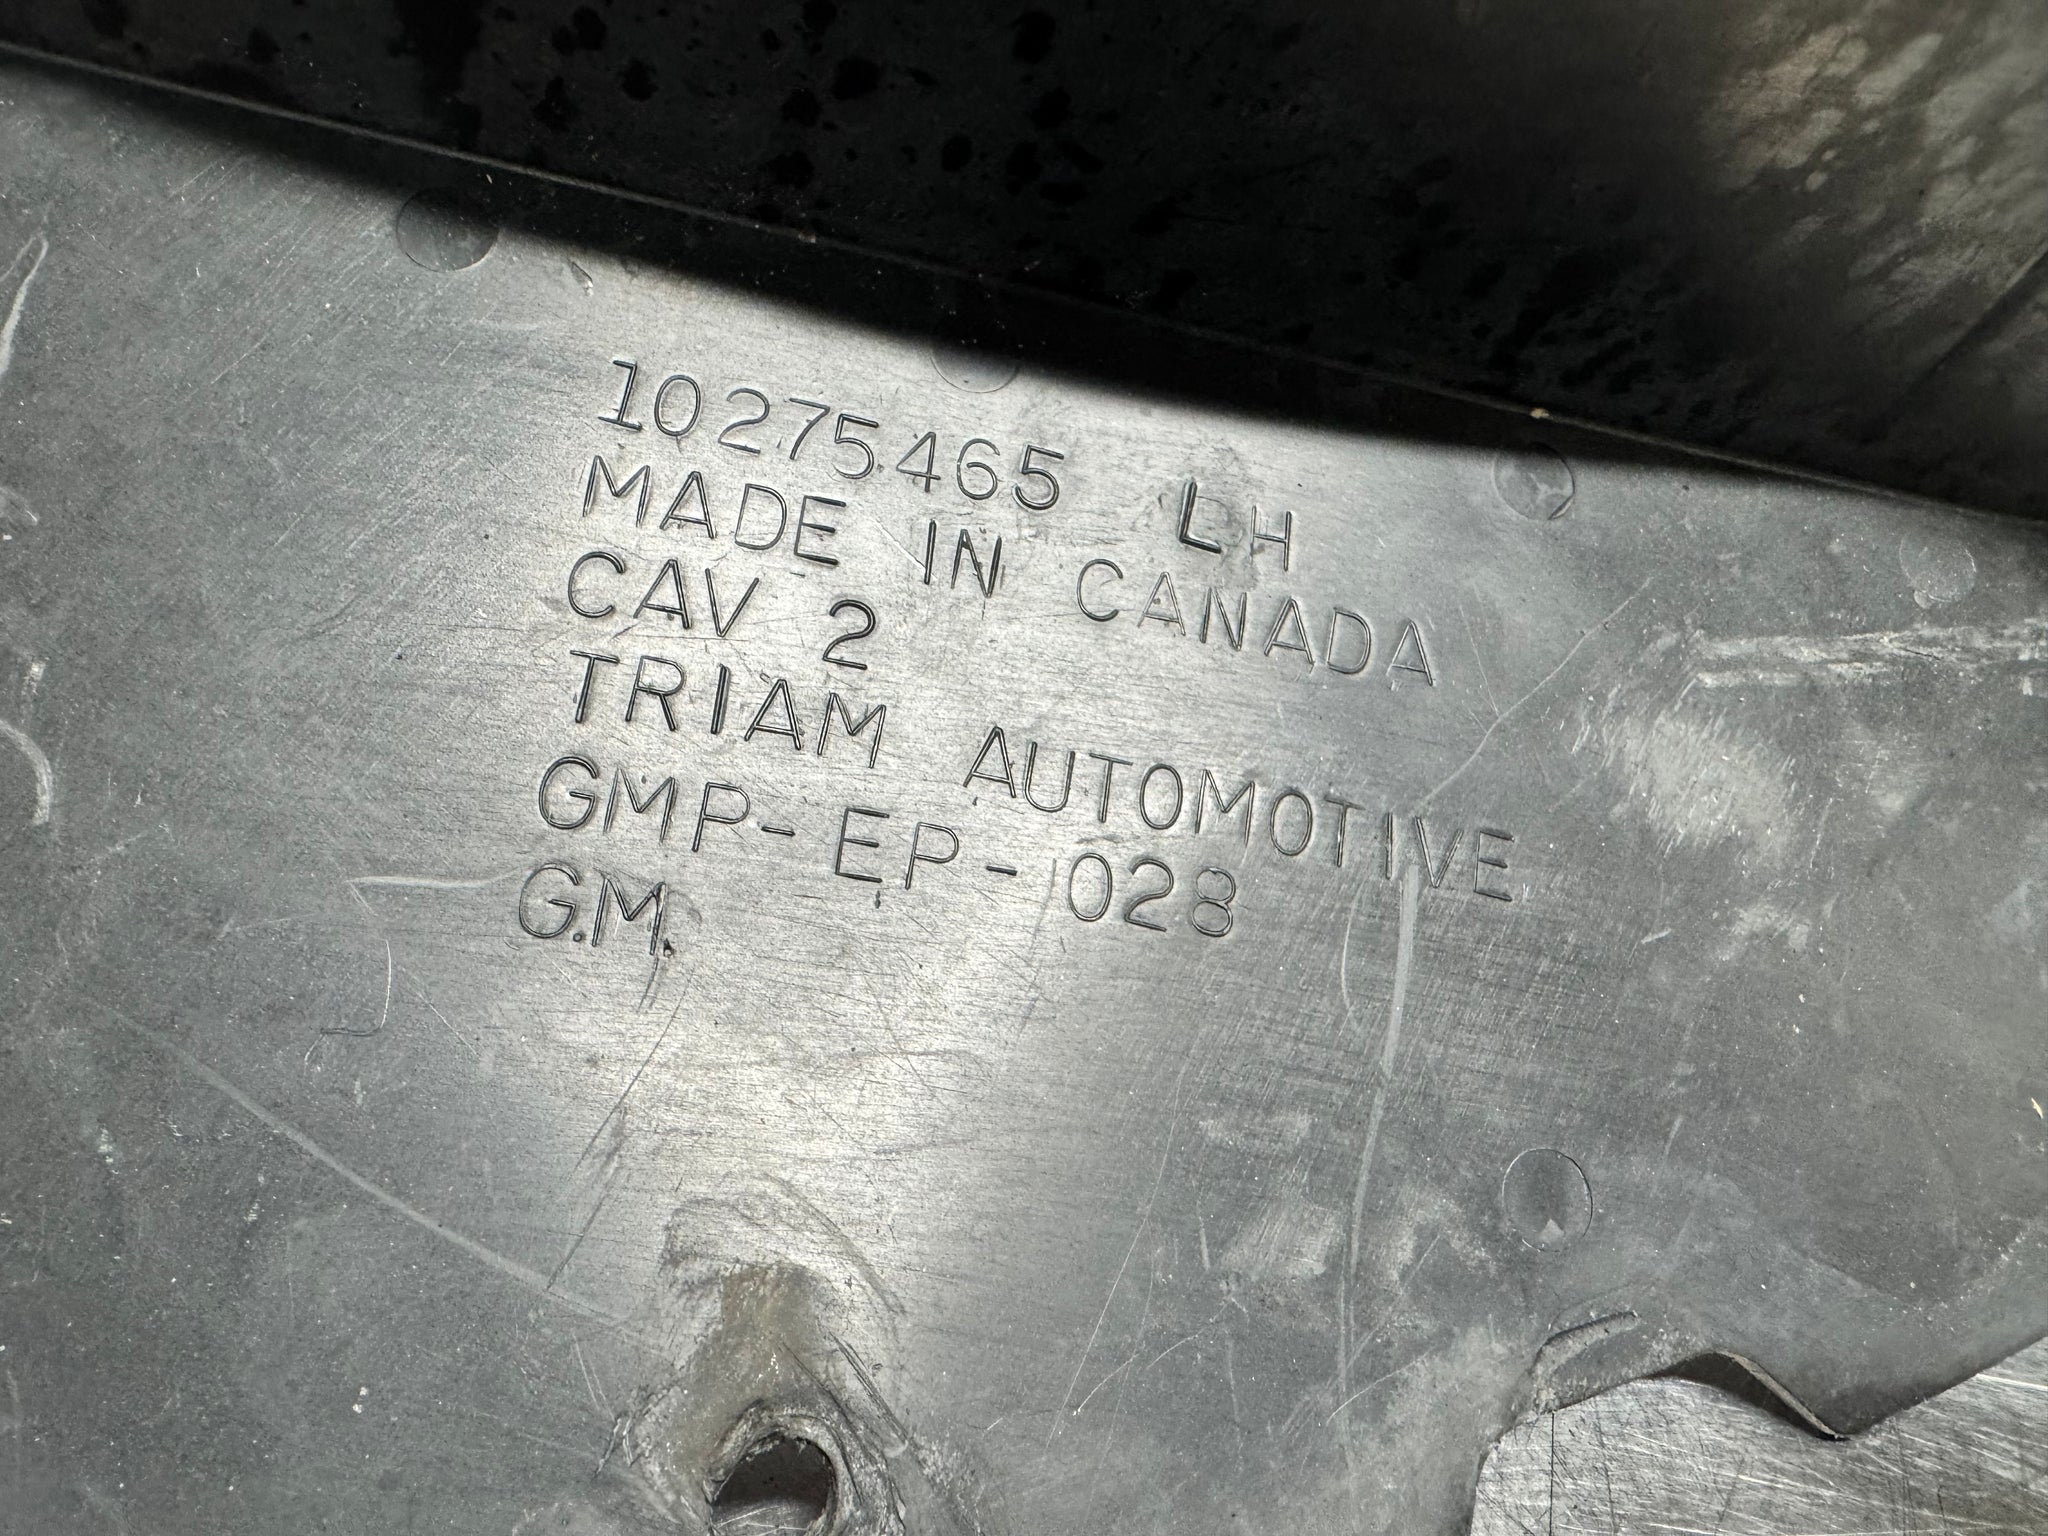 10275465 LH
MADE IN CANADA
CAV 2
TRIAM AUTOMOTIVE
GMP-EP-028
G.M.